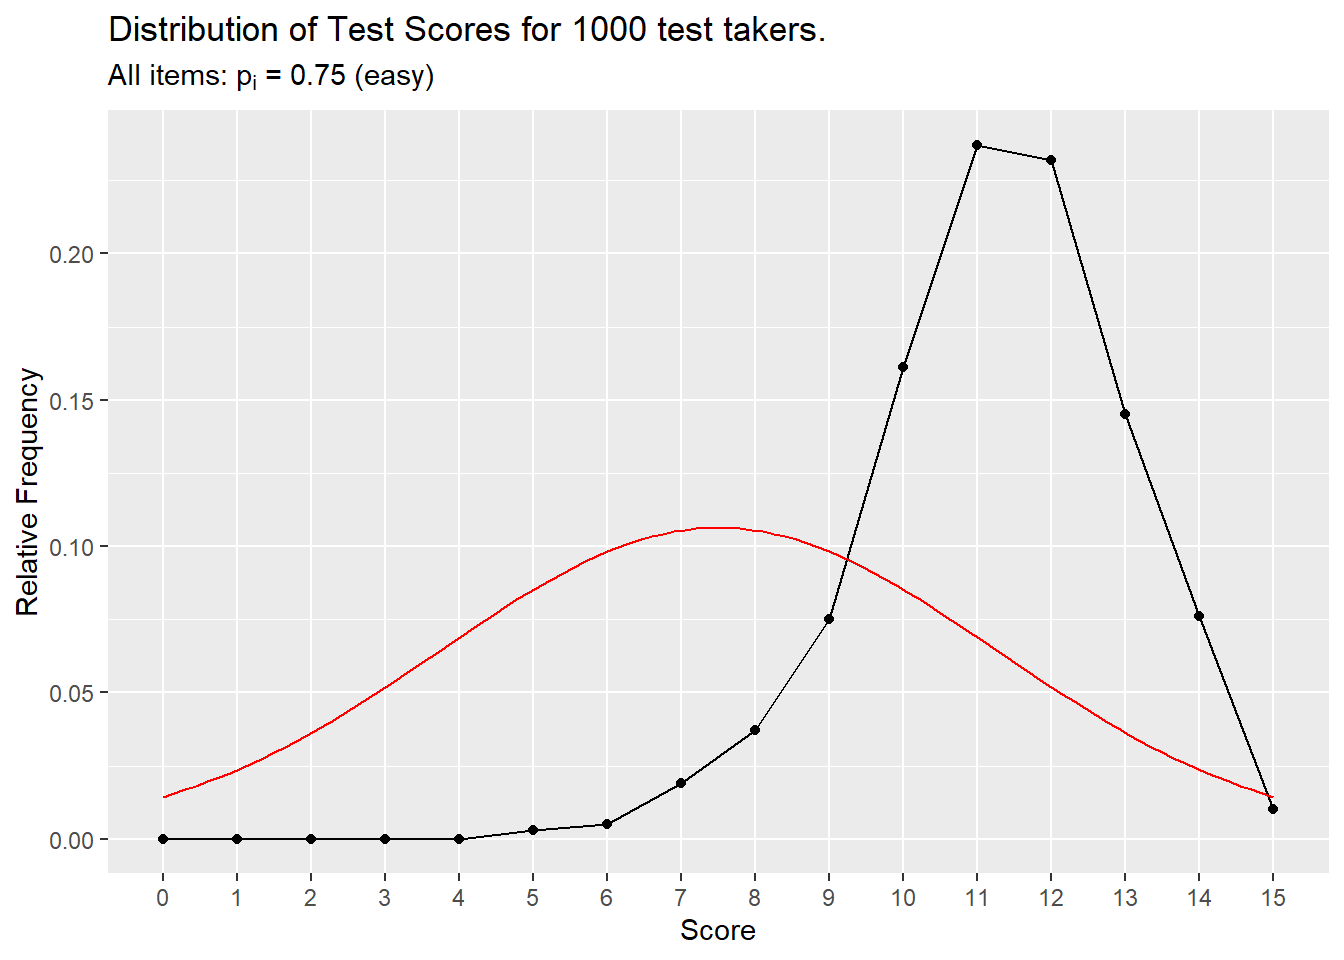 Distribution of Test Scores for 1000 test takers.
All items: pᵢ = 0.75 (easy)
0.20
0.15
0.10
0.05
0.00
Relative Frequency
0 1 2 3 4 5 6 7 8 9 10 11 12 13 14 15
Score